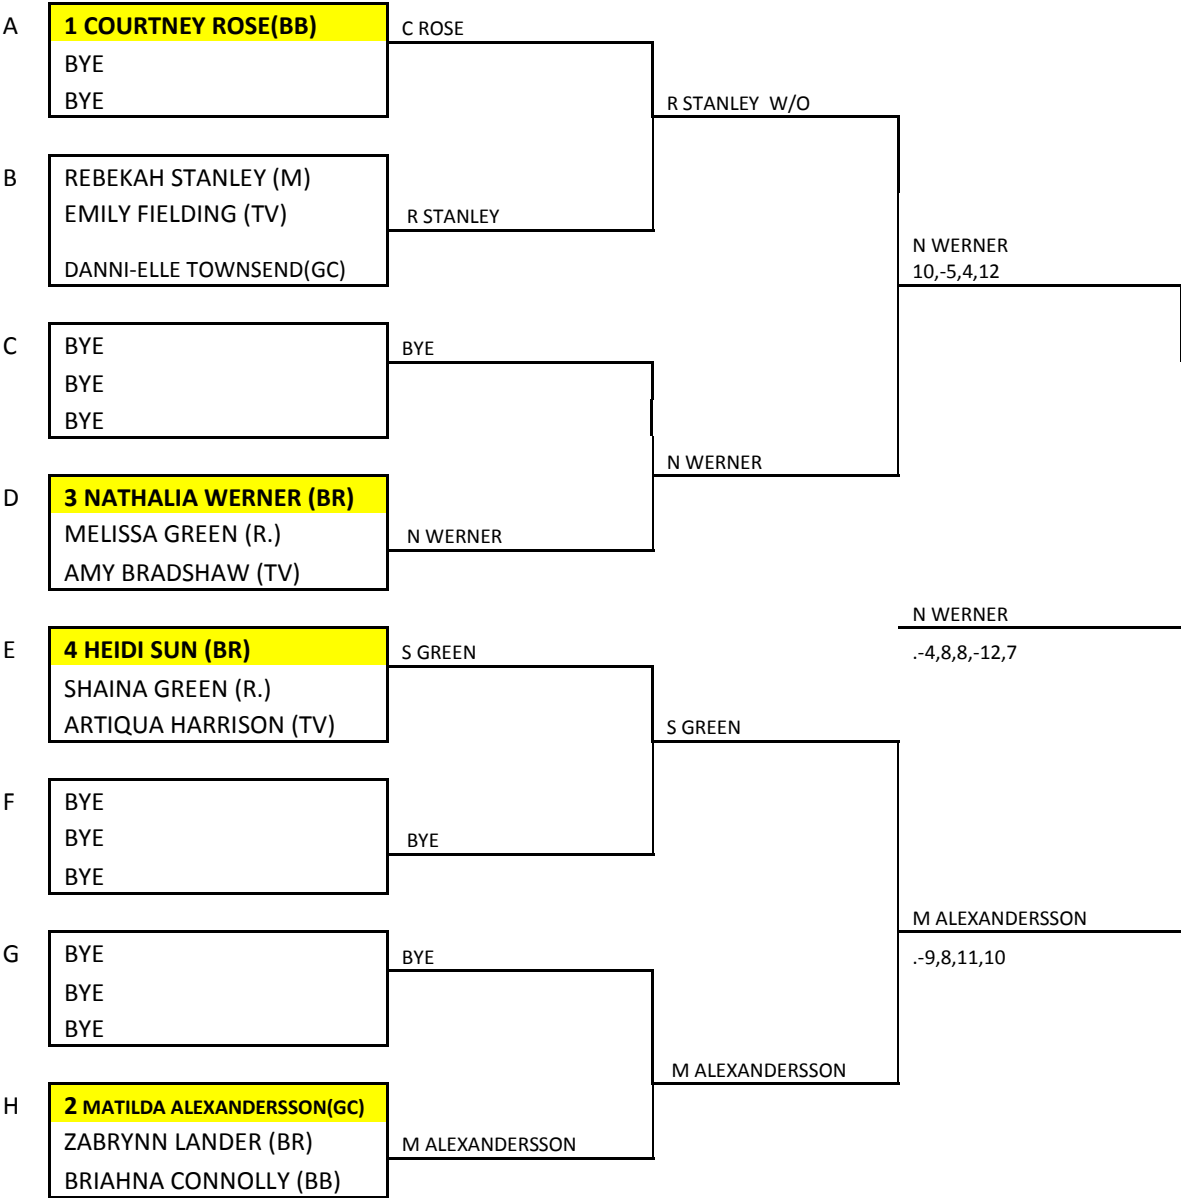 A
1 COURTNEY ROSE(BB)
C ROSE
BYE
BYE
R STANLEY W/O
B
REBEKAH STANLEY (M)
EMILY FIELDING (TV)
R STANLEY
DANNI-ELLE TOWNSEND(GC)
N WERNER
10,-5,4,12
C
BYE
BYE
BYE
BYE
N WERNER
D
3 NATHALIA WERNER (BR)
MELISSA GREEN (R.)
N WERNER
AMY BRADSHAW (TV)
N WERNER
.-4,8,8,-12,7
E
4 HEIDI SUN (BR)
S GREEN
SHAINA GREEN (R.)
ARTIQUA HARRISON (TV)
S GREEN
F
BYE
BYE
BYE
BYE
M ALEXANDERSSON
.-9,8,11,10
G
BYE
BYE
BYE
BYE
M ALEXANDERSSON
H
2 MATILDA ALEXANDERSSON(GC)
ZABRYNN LANDER (BR)
M ALEXANDERSSON
BRIAHNA CONNOLLY (BB)